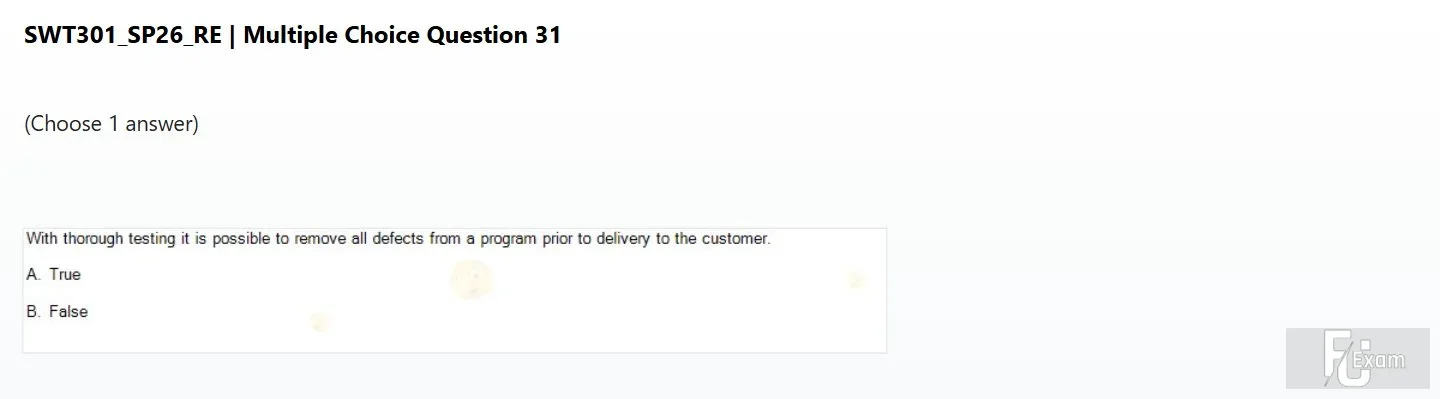 SWT301_SP26_RE | Multiple Choice Question 31
(Choose 1 answer)
With thorough testing it is possible to remove all defects from a program prior to delivery to the customer.
A. True
B. False
FU Exam